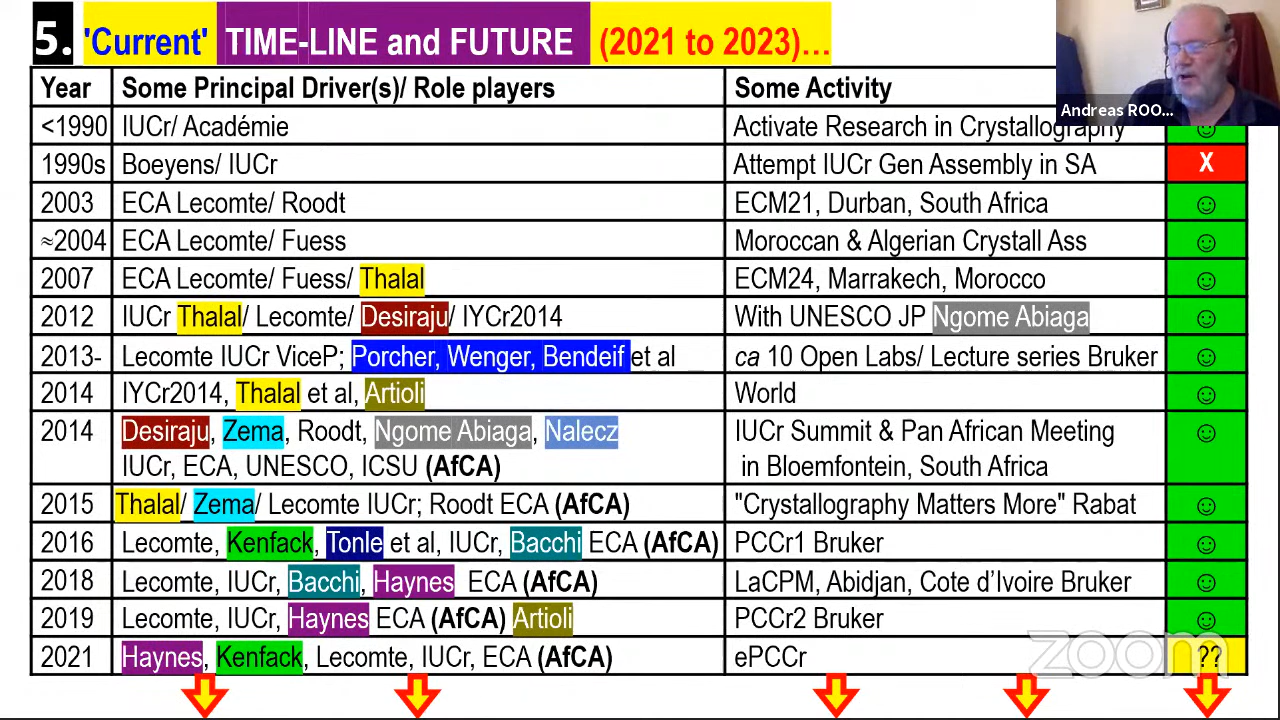 5. 'Current' TIME-LINE and FUTURE (2021 to 2023)…
Andreas ROO...
Year Some Principal Driver(s)/ Role players Some Activity
<1990 IUCr/ Académie Activate Research in Crystallography ☺
1990s Boeyens/ IUCr Attempt IUCr Gen Assembly in SA X
2003 ECA Lecomte/ Roodt ECM21, Durban, South Africa ☺
≈2004 ECA Lecomte/ Fuess Moroccan & Algerian Crystall Ass ☺
2007 ECA Lecomte/ Fuess/ Thalal ECM24, Marrakech, Morocco ☺
2012 IUCr Thalal/ Lecomte/ Desiraju/ IYCr2014 With UNESCO JP Ngome Abiaga ☺
2013- Lecomte IUCr ViceP; Porcher, Wenger, Bendeif et al ca 10 Open Labs/ Lecture series Bruker ☺
2014 IYCr2014, Thalal et al, Artioli World ☺
2014 Desiraju, Zema, Roodt, Ngome Abiaga, Nalecz IUCr Summit & Pan African Meeting ☺
IUCr, ECA, UNESCO, ICSU (AfCA) in Bloemfontein, South Africa
2015 Thalal/ Zema/ Lecomte IUCr; Roodt ECA (AfCA) "Crystallography Matters More" Rabat ☺
2016 Lecomte, Kenfack, Tonle et al, IUCr, Bacchi ECA (AfCA) PCCr1 Bruker ☺
2018 Lecomte, IUCr, Bacchi, Haynes ECA (AfCA) LaCPM, Abidjan, Cote d'Ivoire Bruker ☺
2019 Lecomte, IUCr, Haynes ECA (AfCA) Artioli PCCr2 Bruker ☺
2021 Haynes, Kenfack, Lecomte, IUCr, ECA (AfCA) ePCCr ??
zoom